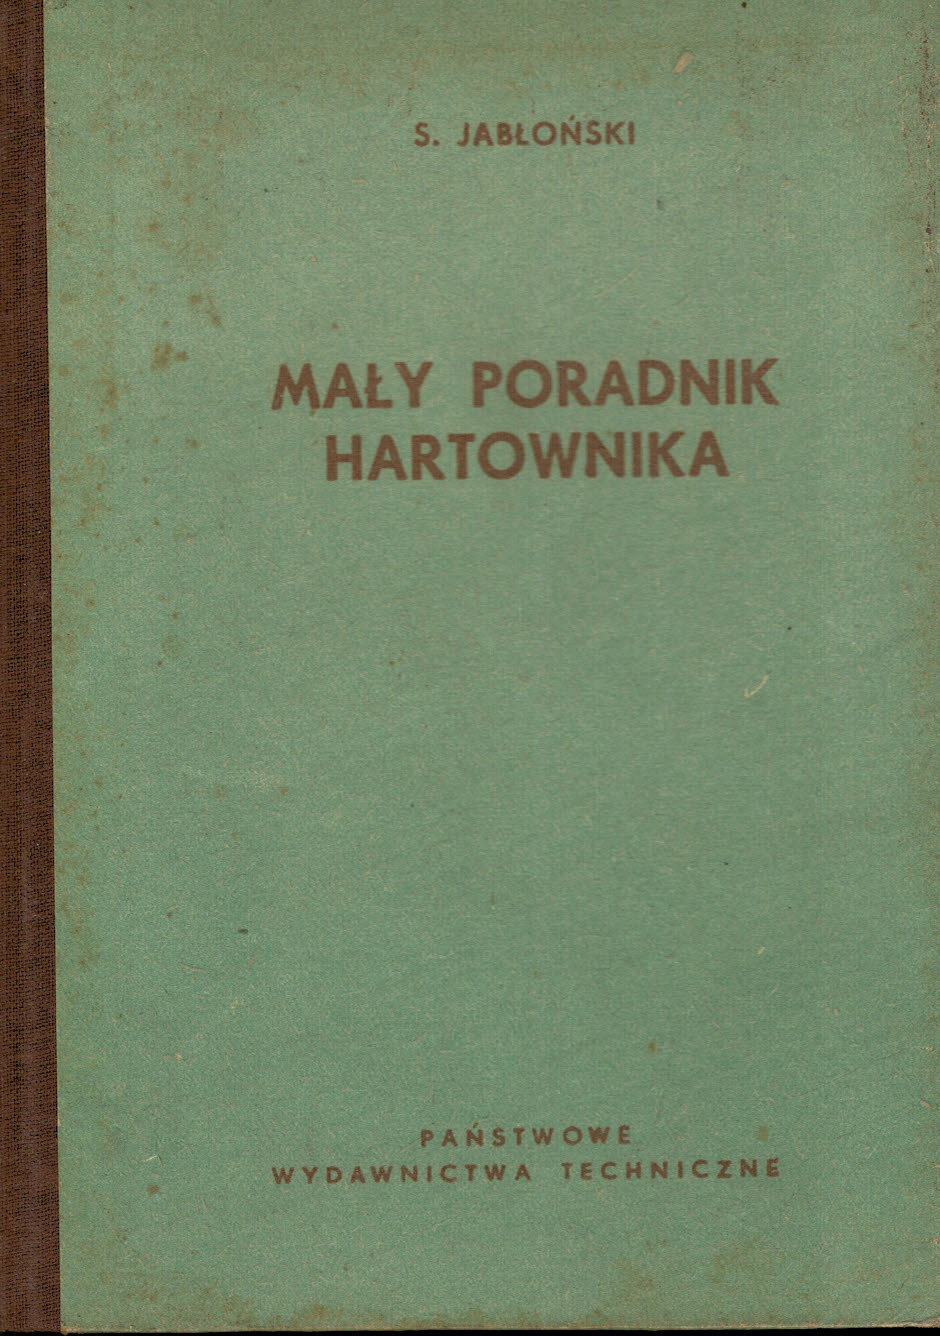 S. JABŁOŃSKI
MAŁY PORADNIK
HARTOWNIKA
PAŃSTWOWE
WYDAWNICTWA TECHNICZNE